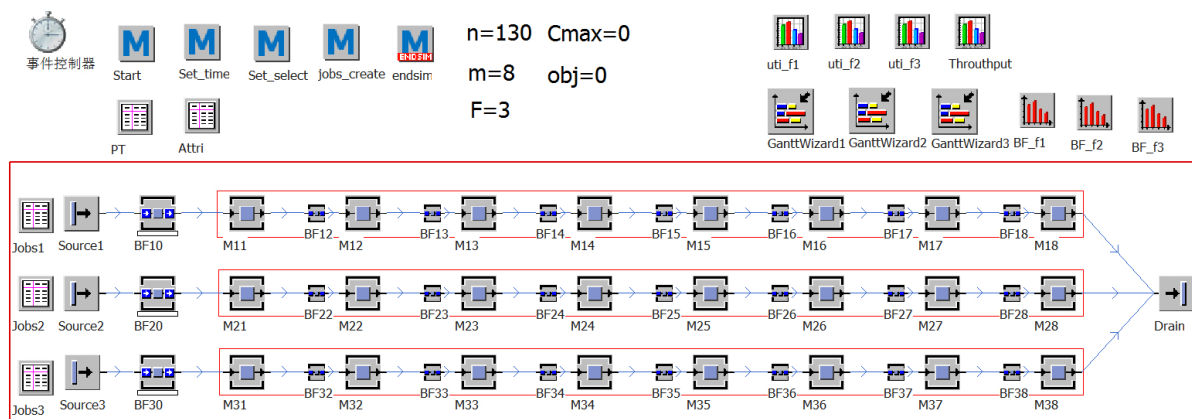 n=130 Cmax=0
m=8 obj=0
F=3
事件控制器
Start
Set_time
Set_select
jobs_create
ENDSIM
endsim
uti_f1
uti_f2
uti_f3
Throuthput
PT
Attri
GanttWizard1
GanttWizard2
GanttWizard3
BF_f1
BF_f2
BF_f3
Jobs1
Source1
BF10
M11
BF12
M12
BF13
M13
BF14
M14
BF15
M15
BF16
M16
BF17
M17
BF18
M18
Jobs2
Source2
BF20
M21
BF22
M22
BF23
M23
BF24
M24
BF25
M25
BF26
M26
BF27
M27
BF28
M28
Drain
Jobs3
Source3
BF30
M31
BF32
M32
BF33
M33
BF34
M34
BF35
M35
BF36
M36
BF37
M37
BF38
M38